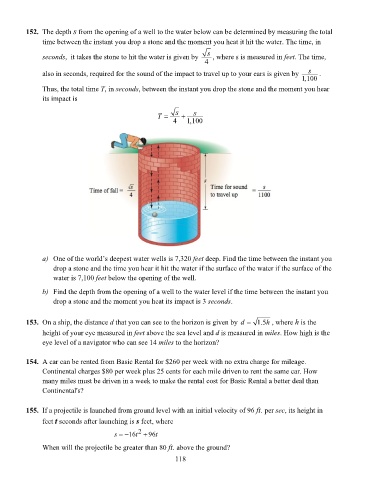 152. The depth s from the opening of a well to the water below can be determined by measuring the total
time between the instant you drop a stone and the moment you heat it hit the water. The time, in
seconds, it takes the stone to hit the water is given by √s/4 , where s is measured in feet. The time,
also in seconds, required for the sound of the impact to travel up to your ears is given by s/1,100 .
Thus, the total time T, in seconds, between the instant you drop the stone and the moment you hear
its impact is
T = √s/4 + s/1,100
s
Time of fall = √s/4
Time for sound
to travel up = s/1100
a) One of the world's deepest water wells is 7,320 feet deep. Find the time between the instant you
drop a stone and the time you hear it hit the water if the surface of the water if the surface of the
water is 7,100 feet below the opening of the well.
b) Find the depth from the opening of a well to the water level if the time between the instant you
drop a stone and the moment you heat its impact is 3 seconds.
153. On a ship, the distance d that you can see to the horizon is given by d = √1.5h , where h is the
height of your eye measured in feet above the sea level and d is measured in miles. How high is the
eye level of a navigator who can see 14 miles to the horizon?
154. A car can be rented from Basic Rental for $260 per week with no extra charge for mileage.
Continental charges $80 per week plus 25 cents for each mile driven to rent the same car. How
many miles must be driven in a week to make the rental cost for Basic Rental a better deal than
Continental's?
155. If a projectile is launched from ground level with an initial velocity of 96 ft. per sec, its height in
feet t seconds after launching is s feet, where
s = −16t² + 96t
When will the projectile be greater than 80 ft. above the ground?
118